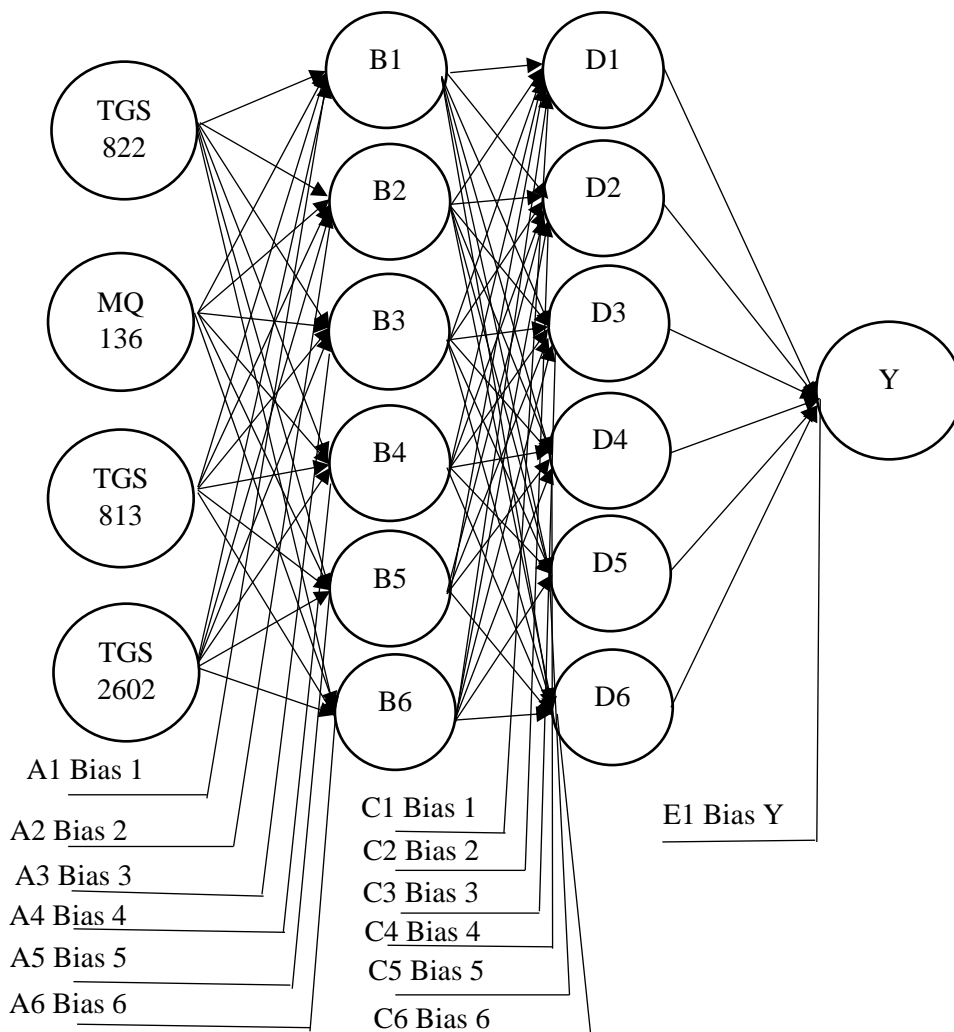 B1
D1
TGS
822
B2
D2
MQ
136
B3
D3
Y
B4
D4
TGS
813
B5
D5
TGS
2602
B6
D6
A1 Bias 1
A2 Bias 2
A3 Bias 3
A4 Bias 4
A5 Bias 5
A6 Bias 6
C1 Bias 1
C2 Bias 2
C3 Bias 3
C4 Bias 4
C5 Bias 5
C6 Bias 6
E1 Bias Y